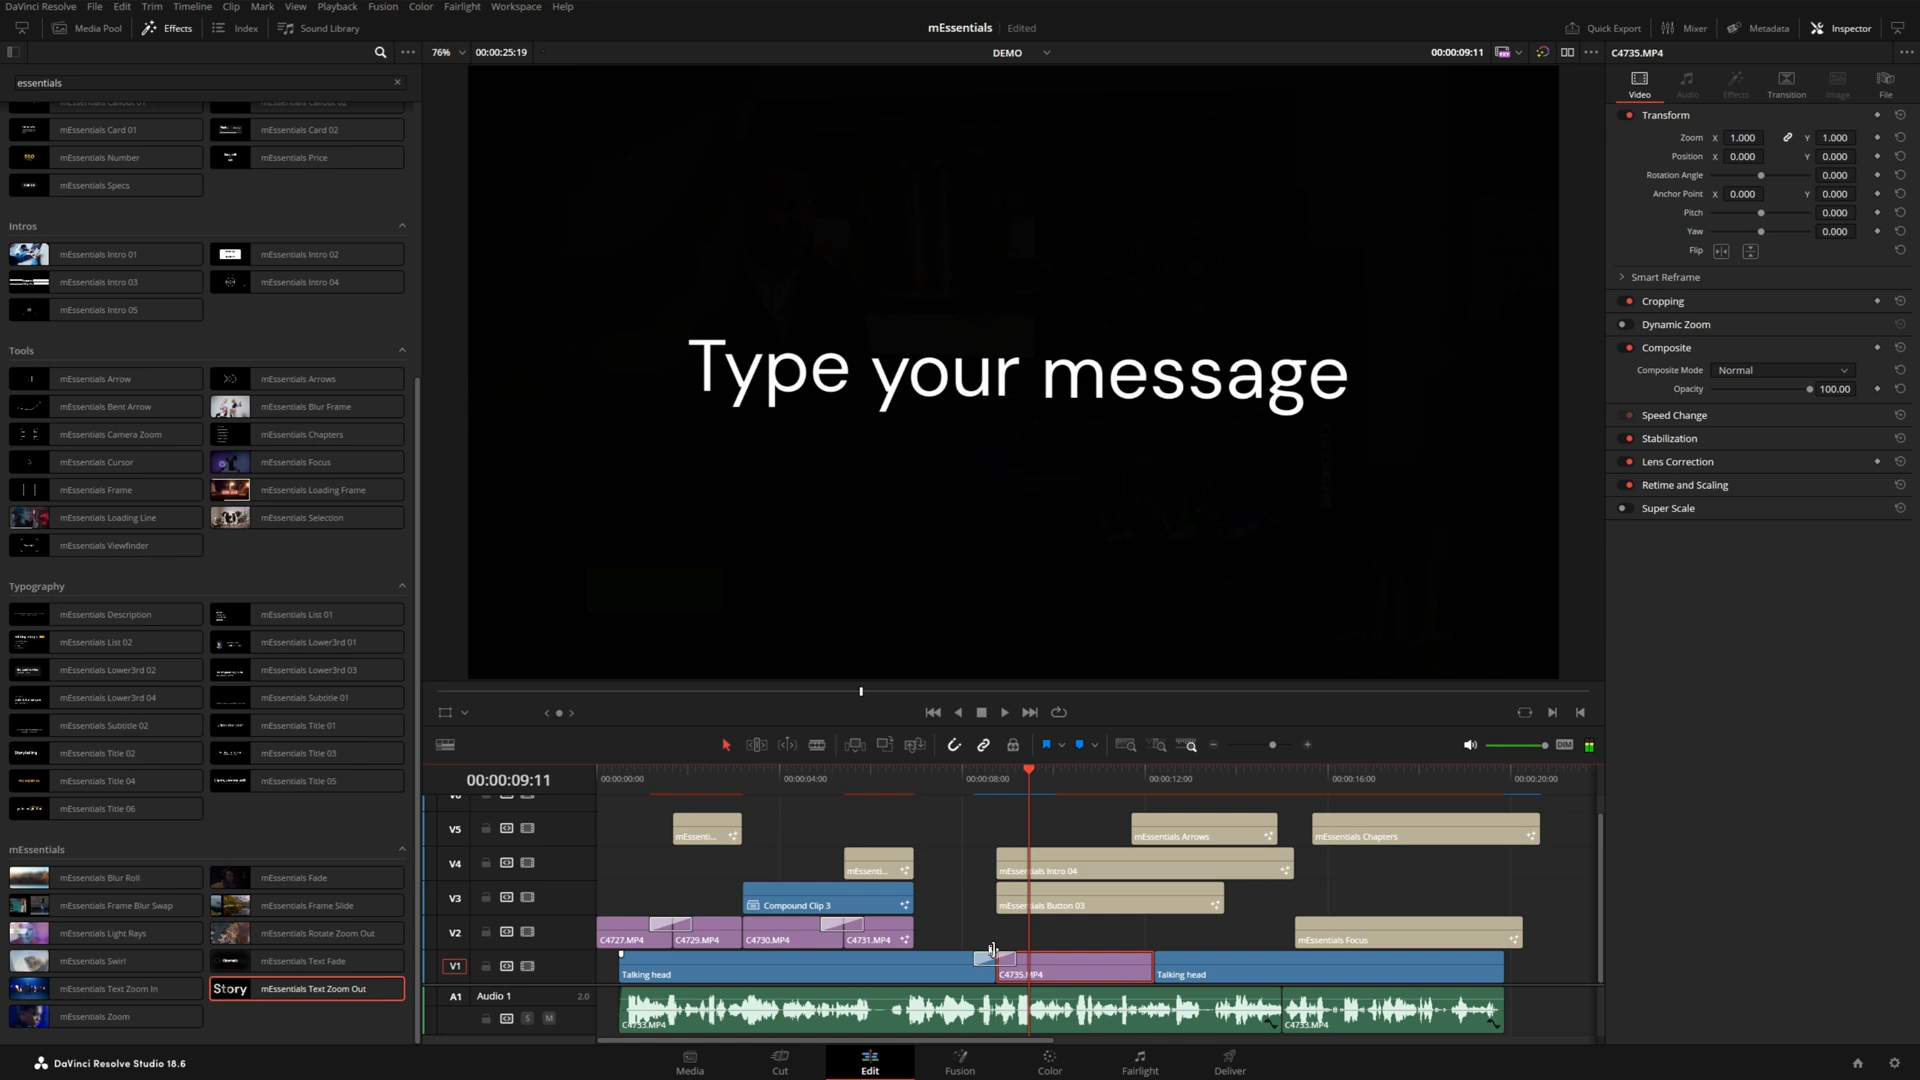 DaVinci Resolve File Edit Trim Timeline Clip Mark View Playback Fusion Color Fairlight Workspace Help
Media Pool Effects Index Sound Library
mEssentials Edited
Quick Export Mixer Metadata Inspector
76% 00:00:25:19
DEMO
00:00:09:11
C4735.MP4
essentials
mEssentials Callout 01 mEssentials Callout 02
mEssentials Card 01 mEssentials Card 02
mEssentials Number mEssentials Price
mEssentials Specs
Intros
mEssentials Intro 01 mEssentials Intro 02
mEssentials Intro 03 mEssentials Intro 04
mEssentials Intro 05
Tools
mEssentials Arrow mEssentials Arrows
mEssentials Bent Arrow mEssentials Blur Frame
mEssentials Camera Zoom mEssentials Chapters
mEssentials Cursor mEssentials Focus
mEssentials Frame mEssentials Loading Frame
mEssentials Loading Line mEssentials Selection
mEssentials Viewfinder
Typography
mEssentials Description mEssentials List 01
mEssentials List 02 mEssentials Lower3rd 01
mEssentials Lower3rd 02 mEssentials Lower3rd 03
mEssentials Lower3rd 04 mEssentials Subtitle 01
mEssentials Subtitle 02 mEssentials Title 01
mEssentials Title 02 mEssentials Title 03
mEssentials Title 04 mEssentials Title 05
mEssentials Title 06
mEssentials
mEssentials Blur Roll mEssentials Fade
mEssentials Frame Blur Swap mEssentials Frame Slide
mEssentials Light Rays mEssentials Rotate Zoom Out
mEssentials Swirl mEssentials Text Fade
mEssentials Text Zoom In Story mEssentials Text Zoom Out
mEssentials Zoom
Type your message
Video Audio Effects Transition Image File
Transform
Zoom X 1.000 Y 1.000
Position X 0.000 Y 0.000
Rotation Angle 0.000
Anchor Point X 0.000 Y 0.000
Pitch 0.000
Yaw 0.000
Flip
Smart Reframe
Cropping
Dynamic Zoom
Composite
Composite Mode Normal
Opacity 100.00
Speed Change
Stabilization
Lens Correction
Retime and Scaling
Super Scale
DIM
00:00:09:11
00:00:00:00 00:00:04:00 00:00:08:00 00:00:12:00 00:00:16:00 00:00:20:00
V5 mEssenti... mEssentials Arrows mEssentials Chapters
V4 mEssenti... mEssentials Intro 04
V3 Compound Clip 3 mEssentials Button 03
V2 C4727.MP4 C4729.MP4 C4730.MP4 C4731.MP4 mEssentials Focus
V1 Talking head C4735.MP4 Talking head
A1 Audio 1 2.0
S M
C4733.MP4 C4733.MP4
DaVinci Resolve Studio 18.6
Media Cut Edit Fusion Color Fairlight Deliver